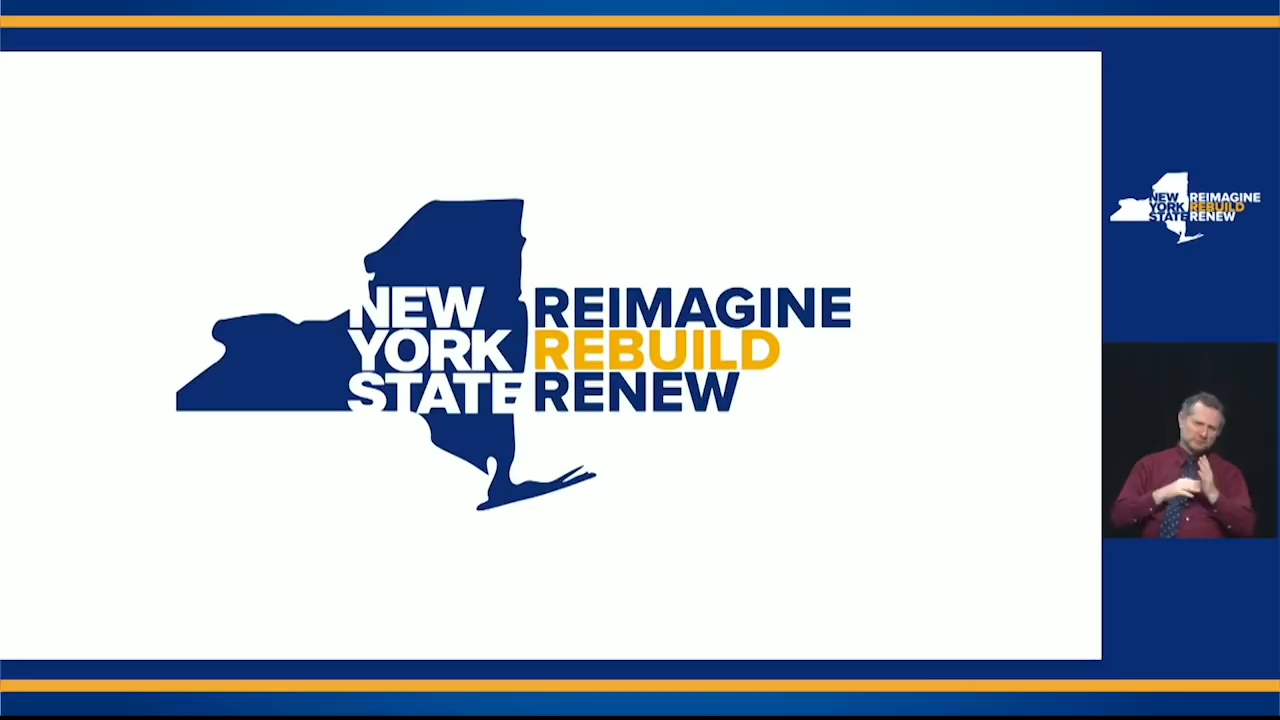 NEW
YORK
STATE
REIMAGINE
REBUILD
RENEW
NEW
YORK
STATE
REIMAGINE
REBUILD
RENEW